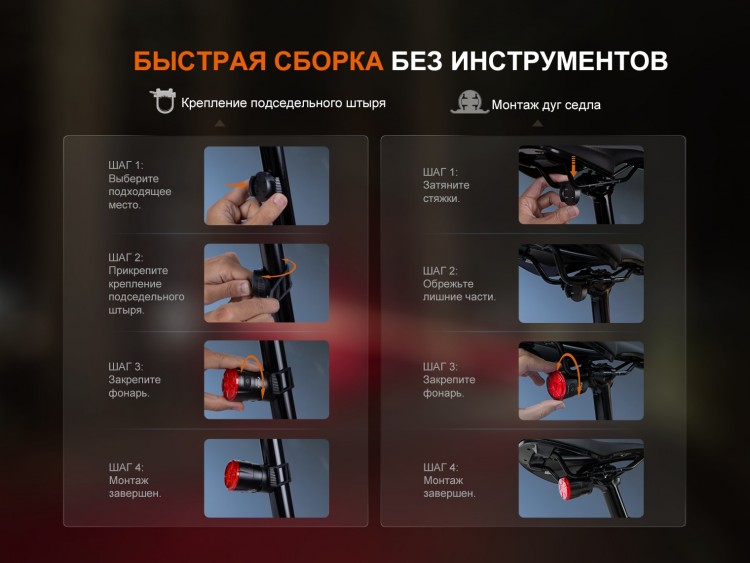 БЫСТРАЯ СБОРКА БЕЗ ИНСТРУМЕНТОВ
Крепление подседельного штыря
ШАГ 1:
Выберите
подходящее
место.
ШАГ 2:
Прикрепите
крепление
подседельного
штыря.
ШАГ 3:
Закрепите
фонарь.
ШАГ 4:
Монтаж
завершен.
Монтаж дуг седла
ШАГ 1:
Затяните
стяжки.
ШАГ 2:
Обрежьте
лишние части.
ШАГ 3:
Закрепите
фонарь.
ШАГ 4:
Монтаж
завершен.